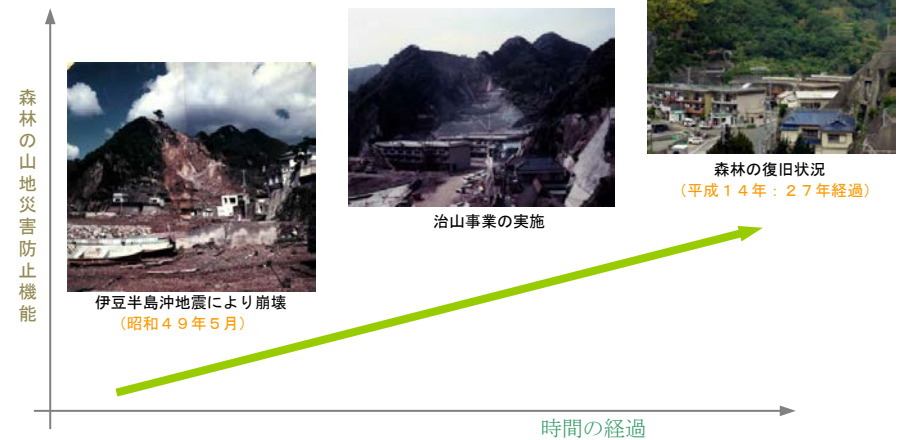 森林の山地災害防止機能
伊豆半島沖地震により崩壊
（昭和４９年５月）
治山事業の実施
森林の復旧状況
（平成１４年：２７年経過）
時間の経過